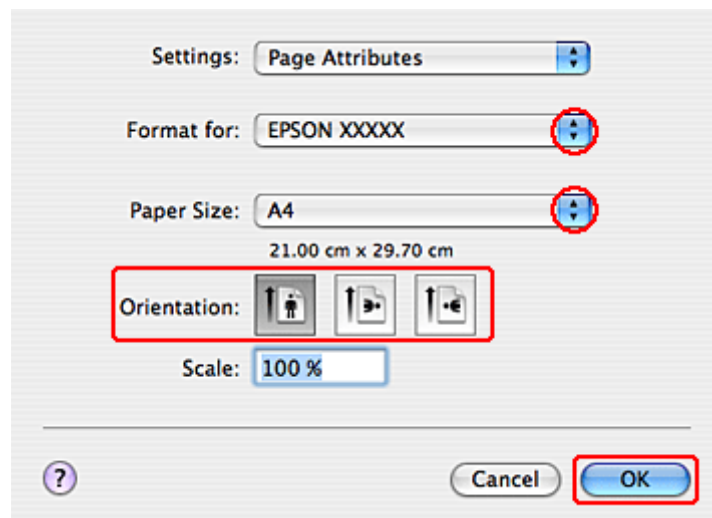 Settings: Page Attributes
Format for: EPSON XXXXX
Paper Size: A4
21.00 cm x 29.70 cm
Orientation:
Scale: 100 %
? Cancel OK